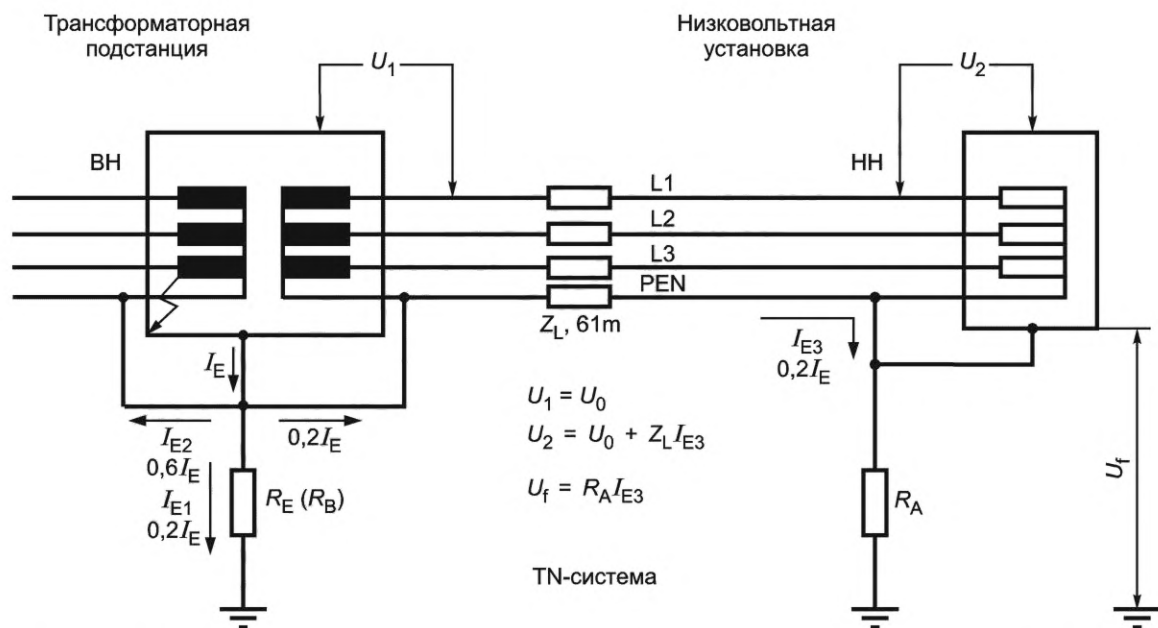 Трансформаторная
подстанция
Низковольтная
установка
U1
U2
ВН
НН
L1
L2
L3
PEN
ZL, 61m
IE
IE3
0,2IE
U1 = U0
U2 = U0 + ZLIE3
Uf = RAIE3
IE2
0,6IE
0,2IE
IE1
0,2IE
RE (RB)
RA
Uf
TN-система